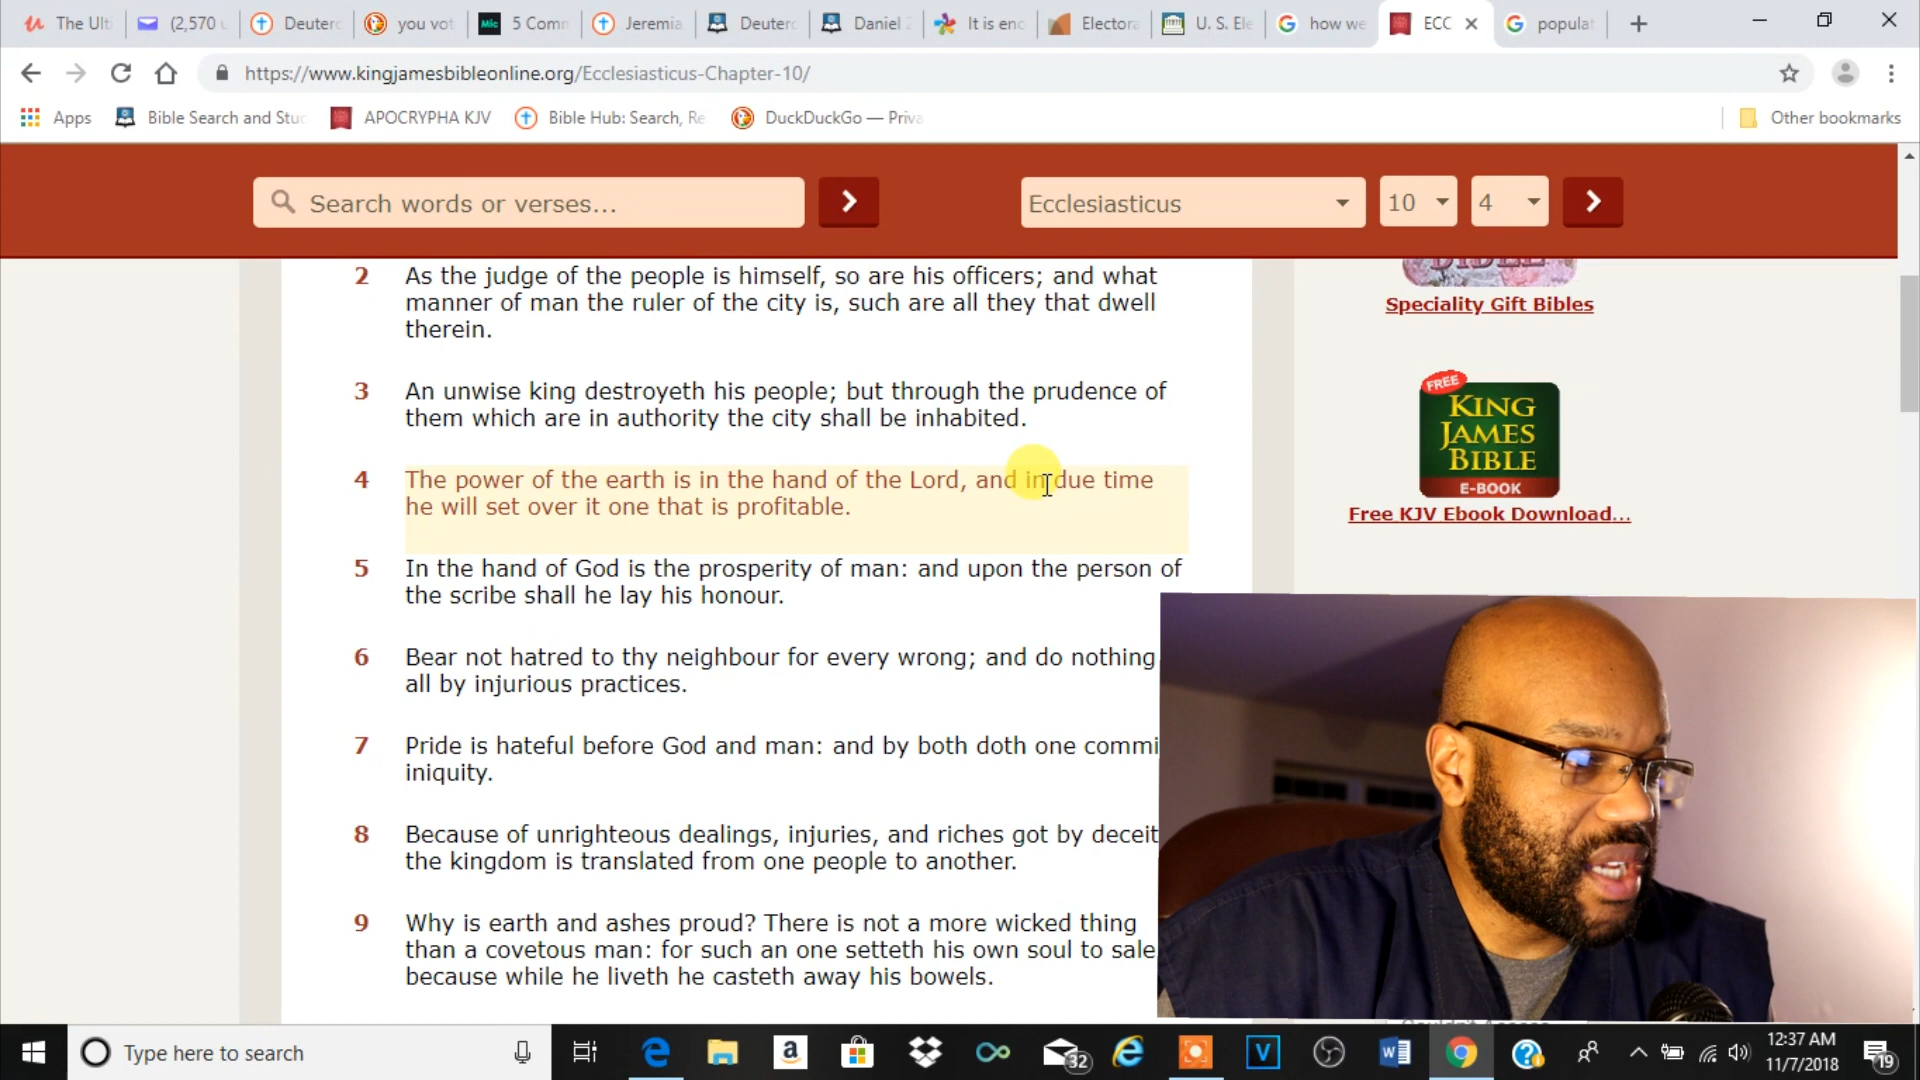 The Ult
(2,570
Deuter
you vot
Mic
5 Com
Jeremia
Deuter
Daniel 2
It is enc
Electora
U. S. Ele
how we
ECC
populat
https://www.kingjamesbibleonline.org/Ecclesiasticus-Chapter-10/
Apps
Bible Search and Stu
APOCRYPHA KJV
Bible Hub: Search, Re
DuckDuckGo — Priva
Other bookmarks
Search words or verses...
Ecclesiasticus
10
4
2 As the judge of the people is himself, so are his officers; and what
manner of man the ruler of the city is, such are all they that dwell
therein.
3 An unwise king destroyeth his people; but through the prudence of
them which are in authority the city shall be inhabited.
4 The power of the earth is in the hand of the Lord, and in due time
he will set over it one that is profitable.
5 In the hand of God is the prosperity of man: and upon the person of
the scribe shall he lay his honour.
6 Bear not hatred to thy neighbour for every wrong; and do nothing
all by injurious practices.
7 Pride is hateful before God and man: and by both doth one commi
iniquity.
8 Because of unrighteous dealings, injuries, and riches got by deceit
the kingdom is translated from one people to another.
9 Why is earth and ashes proud? There is not a more wicked thing
than a covetous man: for such an one setteth his own soul to sale
because while he liveth he casteth away his bowels.
BIBLE
Speciality Gift Bibles
FREE
KING
JAMES
BIBLE
E-BOOK
Free KJV Ebook Download...
Type here to search
32
12:37 AM
11/7/2018
19